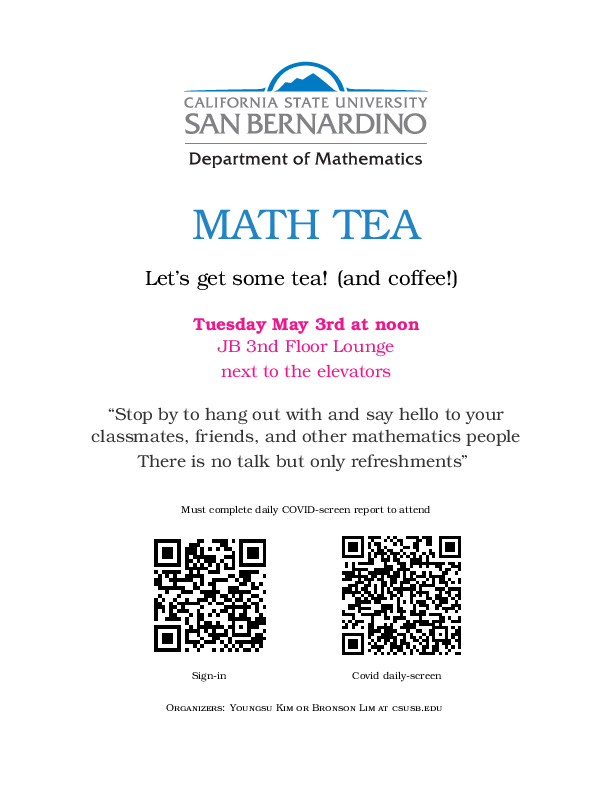 CALIFORNIA STATE UNIVERSITY
SAN BERNARDINO
Department of Mathematics
MATH TEA
Let's get some tea! (and coffee!)
Tuesday May 3rd at noon
JB 3nd Floor Lounge
next to the elevators
“Stop by to hang out with and say hello to your
classmates, friends, and other mathematics people
There is no talk but only refreshments”
Must complete daily COVID-screen report to attend
Sign-in
Covid daily-screen
Organizers: Youngsu Kim or Bronson Lim at csusb.edu